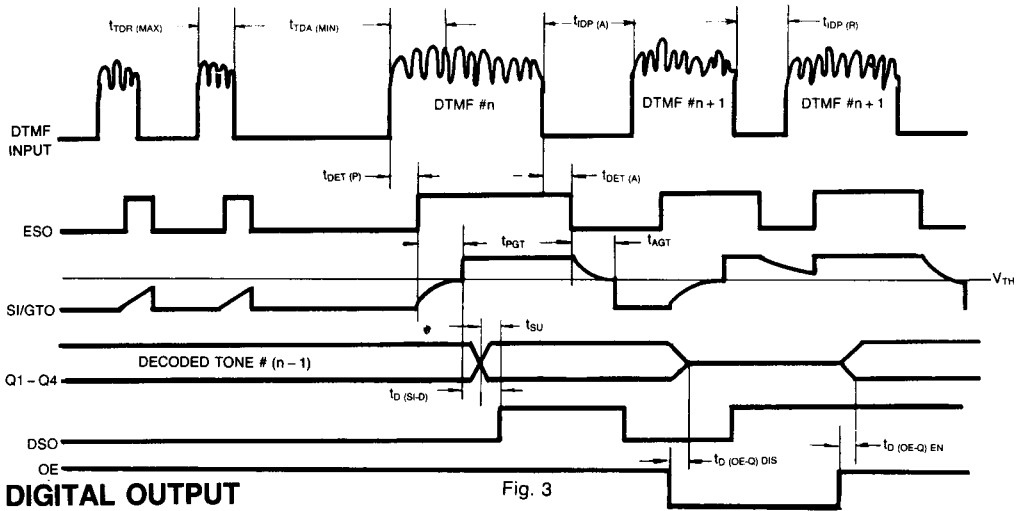 tTDR (MAX)
tTDA (MIN)
tIDP (A)
tIDP (R)
DTMF #n
DTMF #n + 1
DTMF #n + 1
DTMF
INPUT
tDET (P)
tDET (A)
ESO
tPGT
tAGT
VTH
SI/GTO
tSU
DECODED TONE # (n – 1)
Q1 – Q4
tD (SI-D)
DSO
tD (OE-Q) DIS
tD (OE-Q) EN
OE
DIGITAL OUTPUT
Fig. 3